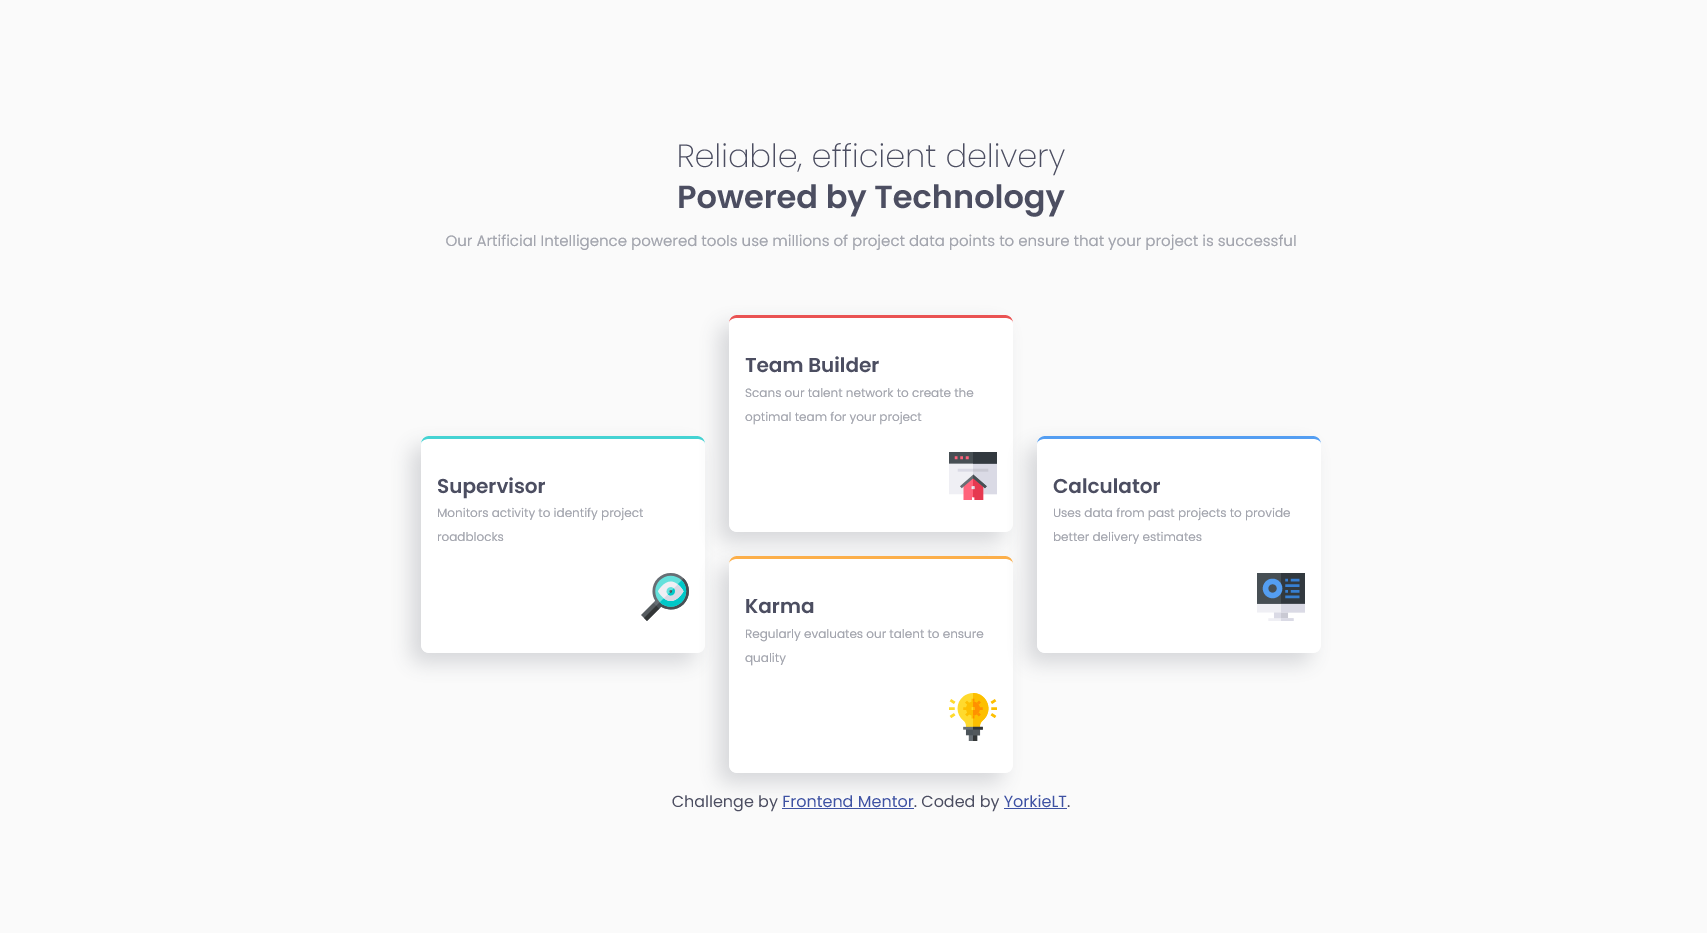 Reliable, efficient delivery
Powered by Technology
Our Artificial Intelligence powered tools use millions of project data points to ensure that your project is successful
Supervisor
Monitors activity to identify project
roadblocks
Team Builder
Scans our talent network to create the
optimal team for your project
Karma
Regularly evaluates our talent to ensure
quality
Calculator
Uses data from past projects to provide
better delivery estimates
Challenge by Frontend Mentor. Coded by YorkieLT.